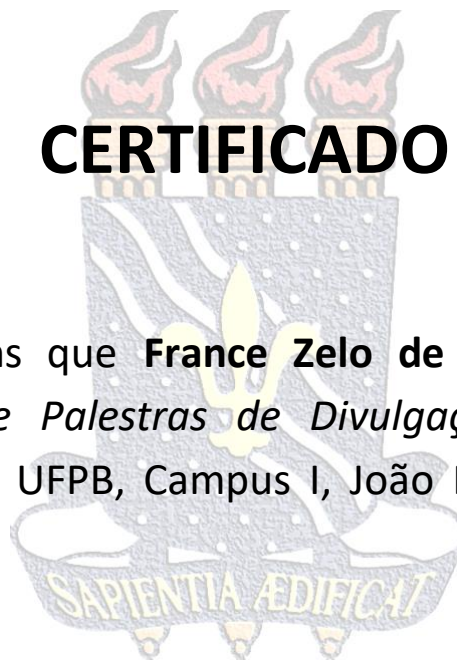 CERTIFICADO
que France Zelo de
Palestras de Divulgaç
UFPB, Campus I, João
SAPIENTIA ÆDIFICAT